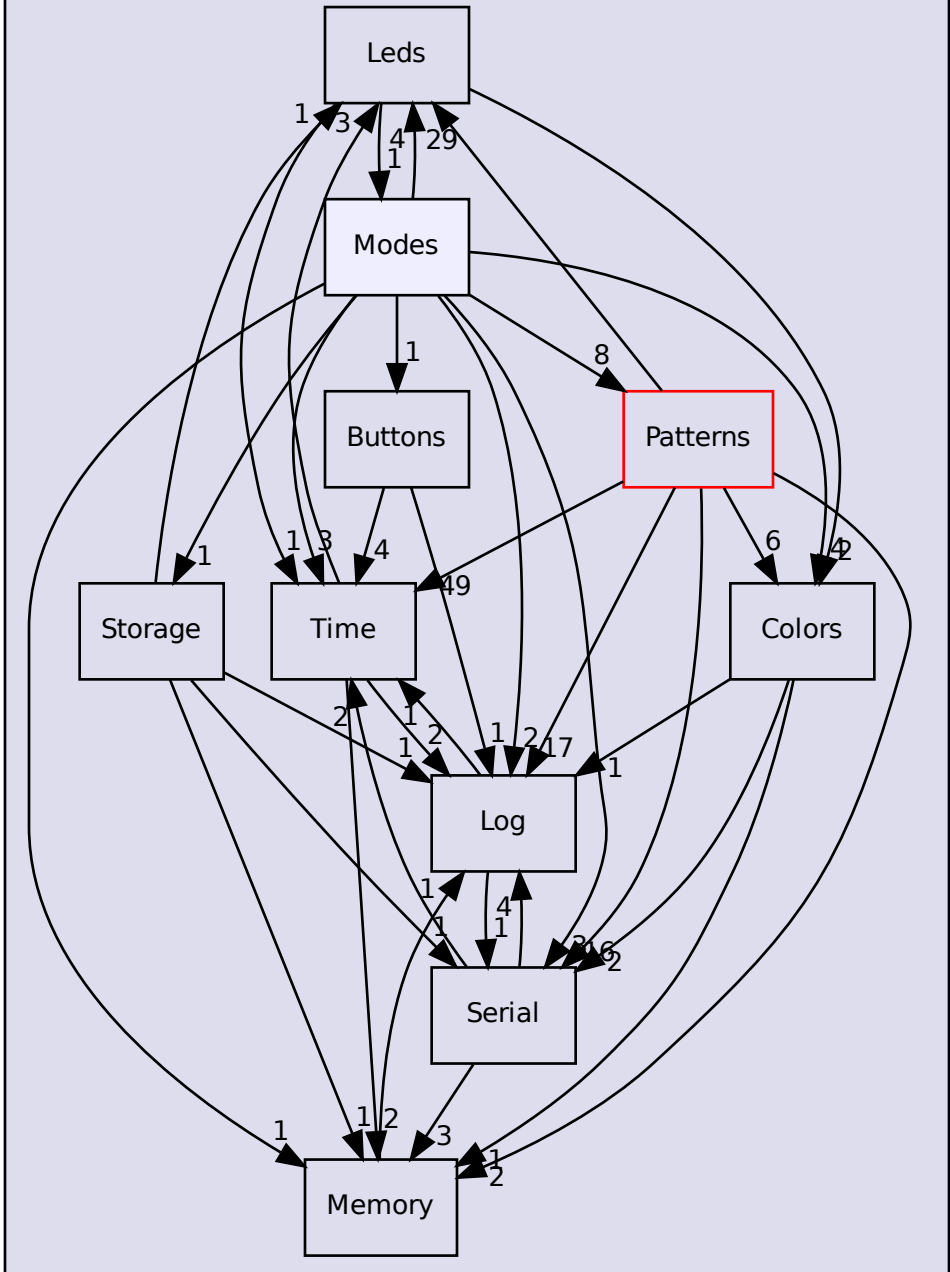 Leds
1 3 4 1 29
Modes
1 8
Buttons Patterns
1 1 3 4 49 6 4 2
Storage Time Colors
2 1 2 1 1 2 17 1
Log
1 4 1 1 3 16 2
Serial
1 1 2 3 1 2
Memory